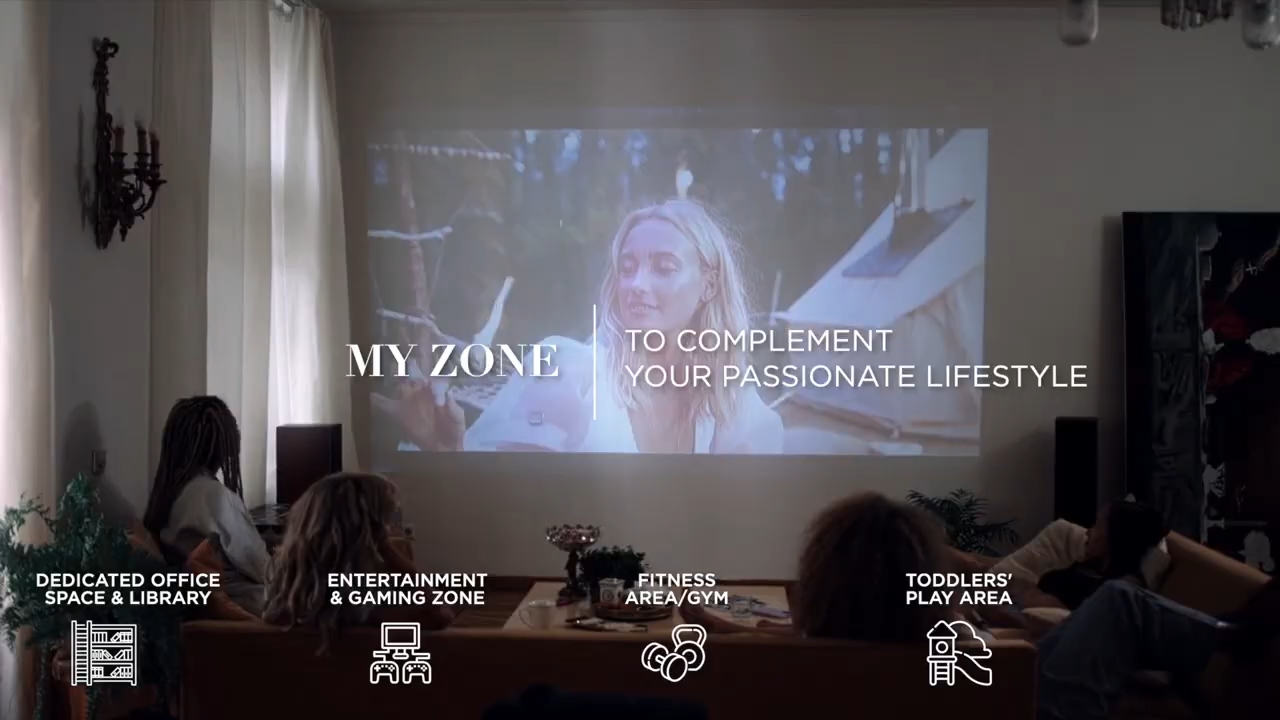 MY ZONE
TO COMPLEMENT
YOUR PASSIONATE LIFESTYLE
DEDICATED OFFICE
SPACE & LIBRARY
ENTERTAINMENT
& GAMING ZONE
FITNESS
AREA/GYM
TODDLERS'
PLAY AREA